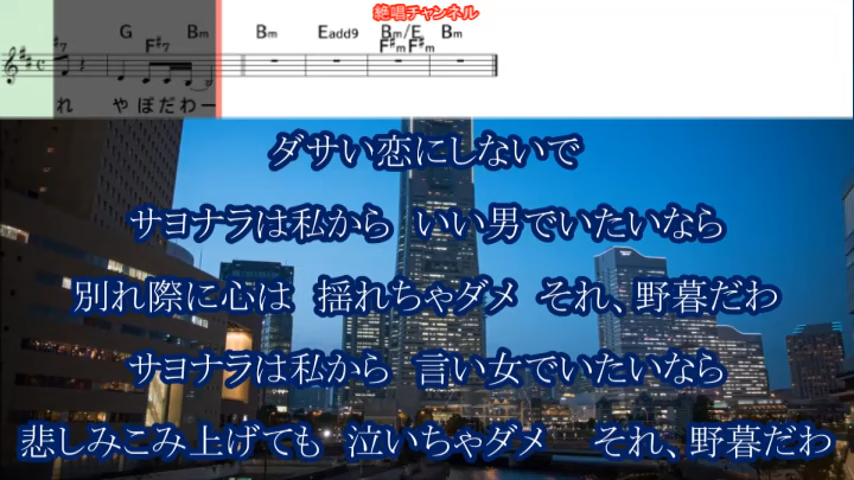 絶唱チャンネル
G Bm Bm Eadd9 Bm/E Bm
#7 F#7 F#m F#m
れ やぼだわー
ダサい恋にしないで
サヨナラは私から いい男でいたいなら
別れ際に心は 揺れちゃダメ それ、野暮だわ
サヨナラは私から 言い女でいたいなら
悲しみこみ上げても 泣いちゃダメ それ、野暮だわ